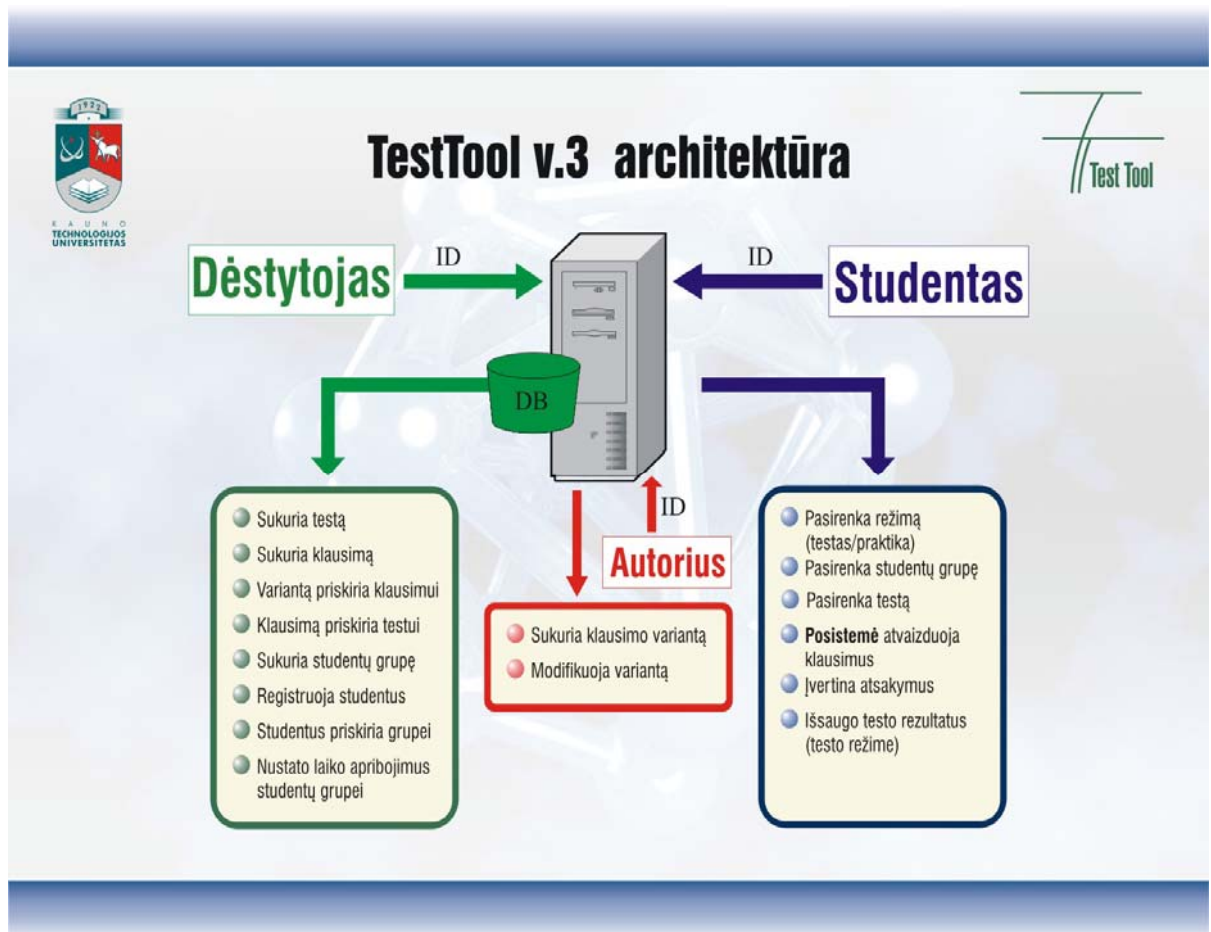 1922
KAUNO
TECHNOLOGIJOS
UNIVERSITETAS
TestTool v.3 architektūra
Test Tool
Dėstytojas
ID
ID
Studentas
DB
ID
Autorius
Sukuria testą
Sukuria klausimą
Variantą priskiria klausimui
Klausimą priskiria testui
Sukuria studentų grupę
Registruoja studentus
Studentus priskiria grupei
Nustato laiko apribojimus
studentų grupei
Sukuria klausimo variantą
Modifikuoja variantą
Pasirenka režimą
(testas/praktika)
Pasirenka studentų grupę
Pasirenka testą
Posistemė atvaizduoja
klausimus
Įvertina atsakymus
Išsaugo testo rezultatus
(testo režime)